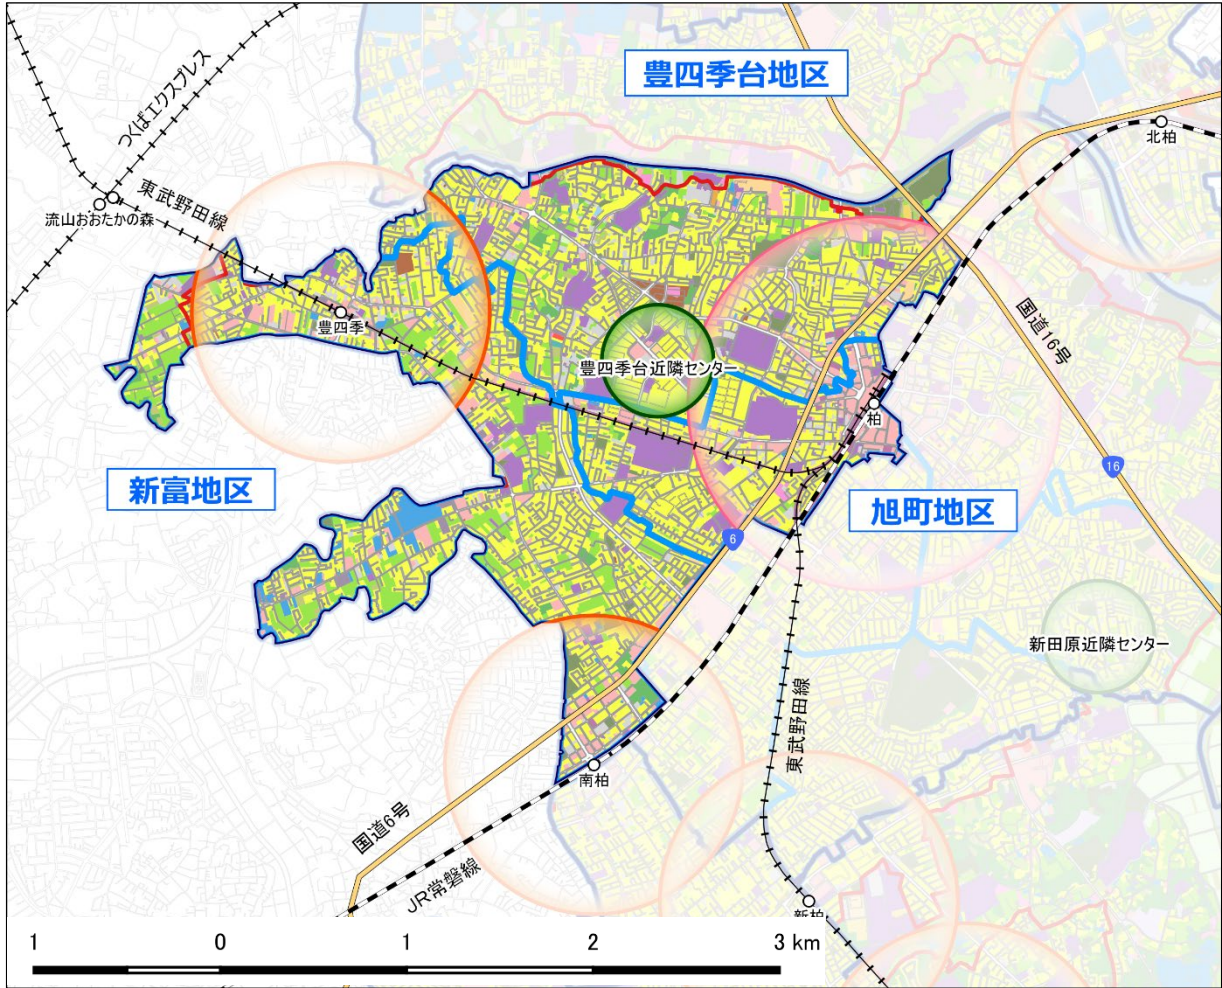 豊四季台地区
つくばエクスプレス
北柏
東武野田線
流山おおたかの森
国道16号
豊四季
豊四季台近隣センター
柏
16
新富地区
旭町地区
6
新田原近隣センター
東武野田線
南柏
国道6号
JR常磐線
新柏
1 0 1 2 3 km